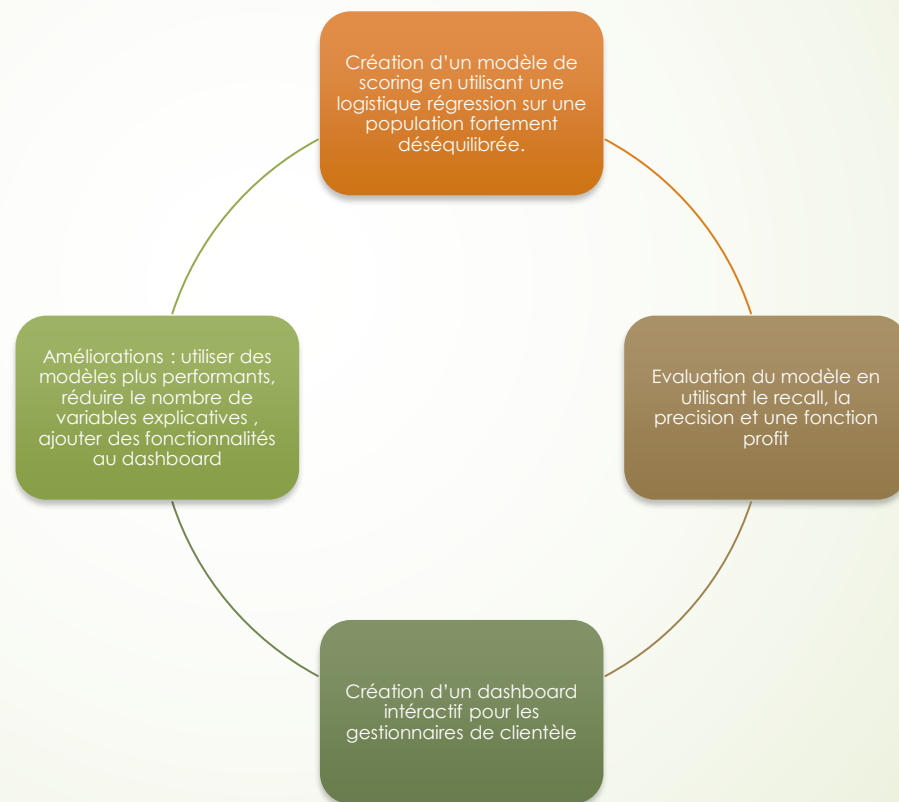 Création d’un modèle de
scoring en utilisant une
logistique régression sur une
population fortement
déséquilibrée.
Améliorations : utiliser des
modèles plus performants,
réduire le nombre de
variables explicatives ,
ajouter des fonctionnalités
au dashboard
Evaluation du modèle en
utilisant le recall, la
precision et une fonction
profit
Création d’un dashboard
intéractif pour les
gestionnaires de clientèle